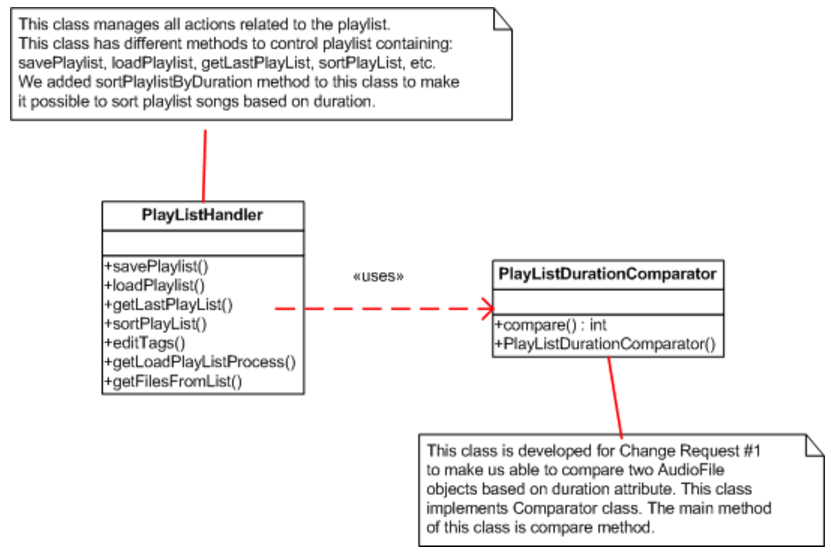 This class manages all actions related to the playlist.
This class has different methods to control playlist containing:
savePlaylist, loadPlaylist, getLastPlayList, sortPlayList, etc.
We added sortPlaylistByDuration method to this class to make
it possible to sort playlist songs based on duration.
PlayListHandler
+savePlaylist()
+loadPlaylist()
+getLastPlayList()
+sortPlayList()
+editTags()
+getLoadPlayListProcess()
+getFilesFromList()
«uses»
PlayListDurationComparator
+compare() : int
+PlayListDurationComparator()
This class is developed for Change Request #1
to make us able to compare two AudioFile
objects based on duration attribute. This class
implements Comparator class. The main method
of this class is compare method.